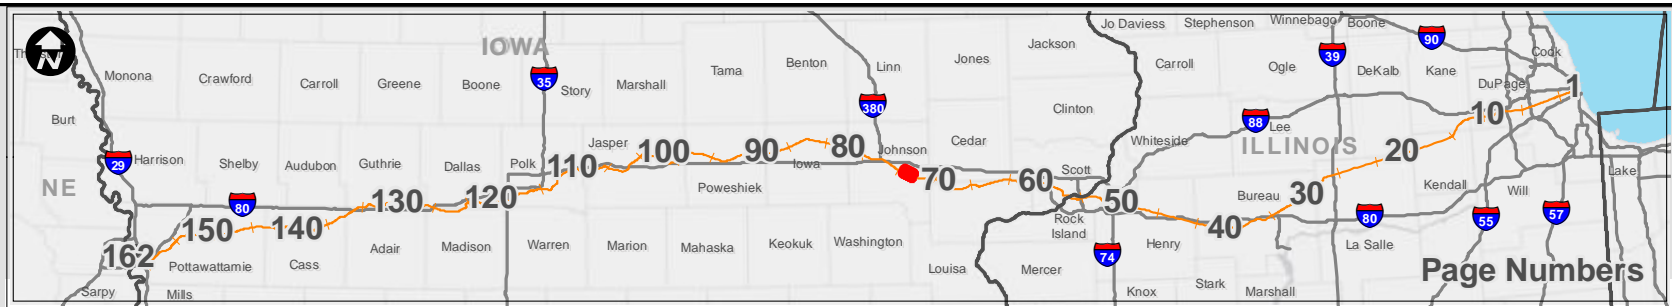 N
IOWA
ILLINOIS
NE
Monona
Crawford
Carroll
Greene
Boone
35
Story
Marshall
Tama
Benton
Linn
380
Jones
Jackson
Jo Daviess
Stephenson
Winnebago
Boone
90
39
Carroll
Ogle
DeKalb
Kane
Cook
DuPage
1
10
Burt
29
Harrison
Shelby
Audubon
Guthrie
Dallas
Polk
Jasper
110
100
90
Iowa
80
Johnson
70
Cedar
Clinton
60
Scott
Whiteside
88
Lee
20
30
Bureau
Kendall
Will
Lake
80
130
120
Poweshiek
50
40
80
55
57
162
150
140
Pottawattamie
Cass
Adair
Madison
Warren
Marion
Mahaska
Keokuk
Washington
Louisa
Rock
Island
Mercer
74
Henry
La Salle
Sarpy
Mills
Knox
Stark
Marshall
Page Numbers